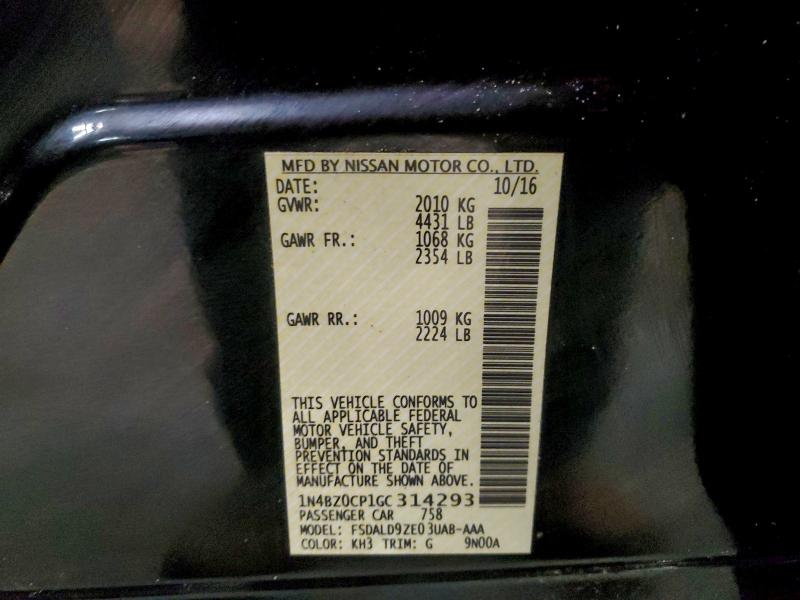 MFD BY NISSAN MOTOR CO., LTD.
DATE: 10/16
GVWR: 2010 KG
4431 LB
GAWR FR.: 1068 KG
2354 LB
GAWR RR.: 1009 KG
2224 LB
THIS VEHICLE CONFORMS TO
ALL APPLICABLE FEDERAL
MOTOR VEHICLE SAFETY,
BUMPER, AND THEFT
PREVENTION STANDARDS IN
EFFECT ON THE DATE OF
MANUFACTURE SHOWN ABOVE.
1N4BZ0CP1GC314293
PASSENGER CAR 758
MODEL: FSDALD9ZE03UAB-AAA
COLOR: KH3 TRIM: G 9N00A